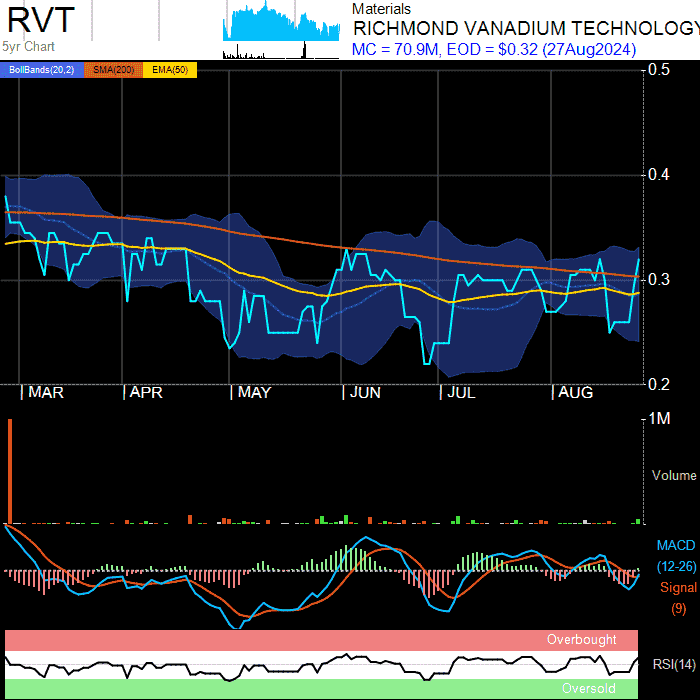 RVT
5yr Chart
Materials
RICHMOND VANADIUM TECHNOLOGY
MC = 70.9M, EOD = $0.32 (27Aug2024)
BollBands(20,2) SMA(200) EMA(50)
0.5
0.4
0.3
0.2
MAR APR MAY JUN JUL AUG
1M
Volume
MACD
(12-26)
Signal
(9)
Overbought
RSI(14)
Oversold